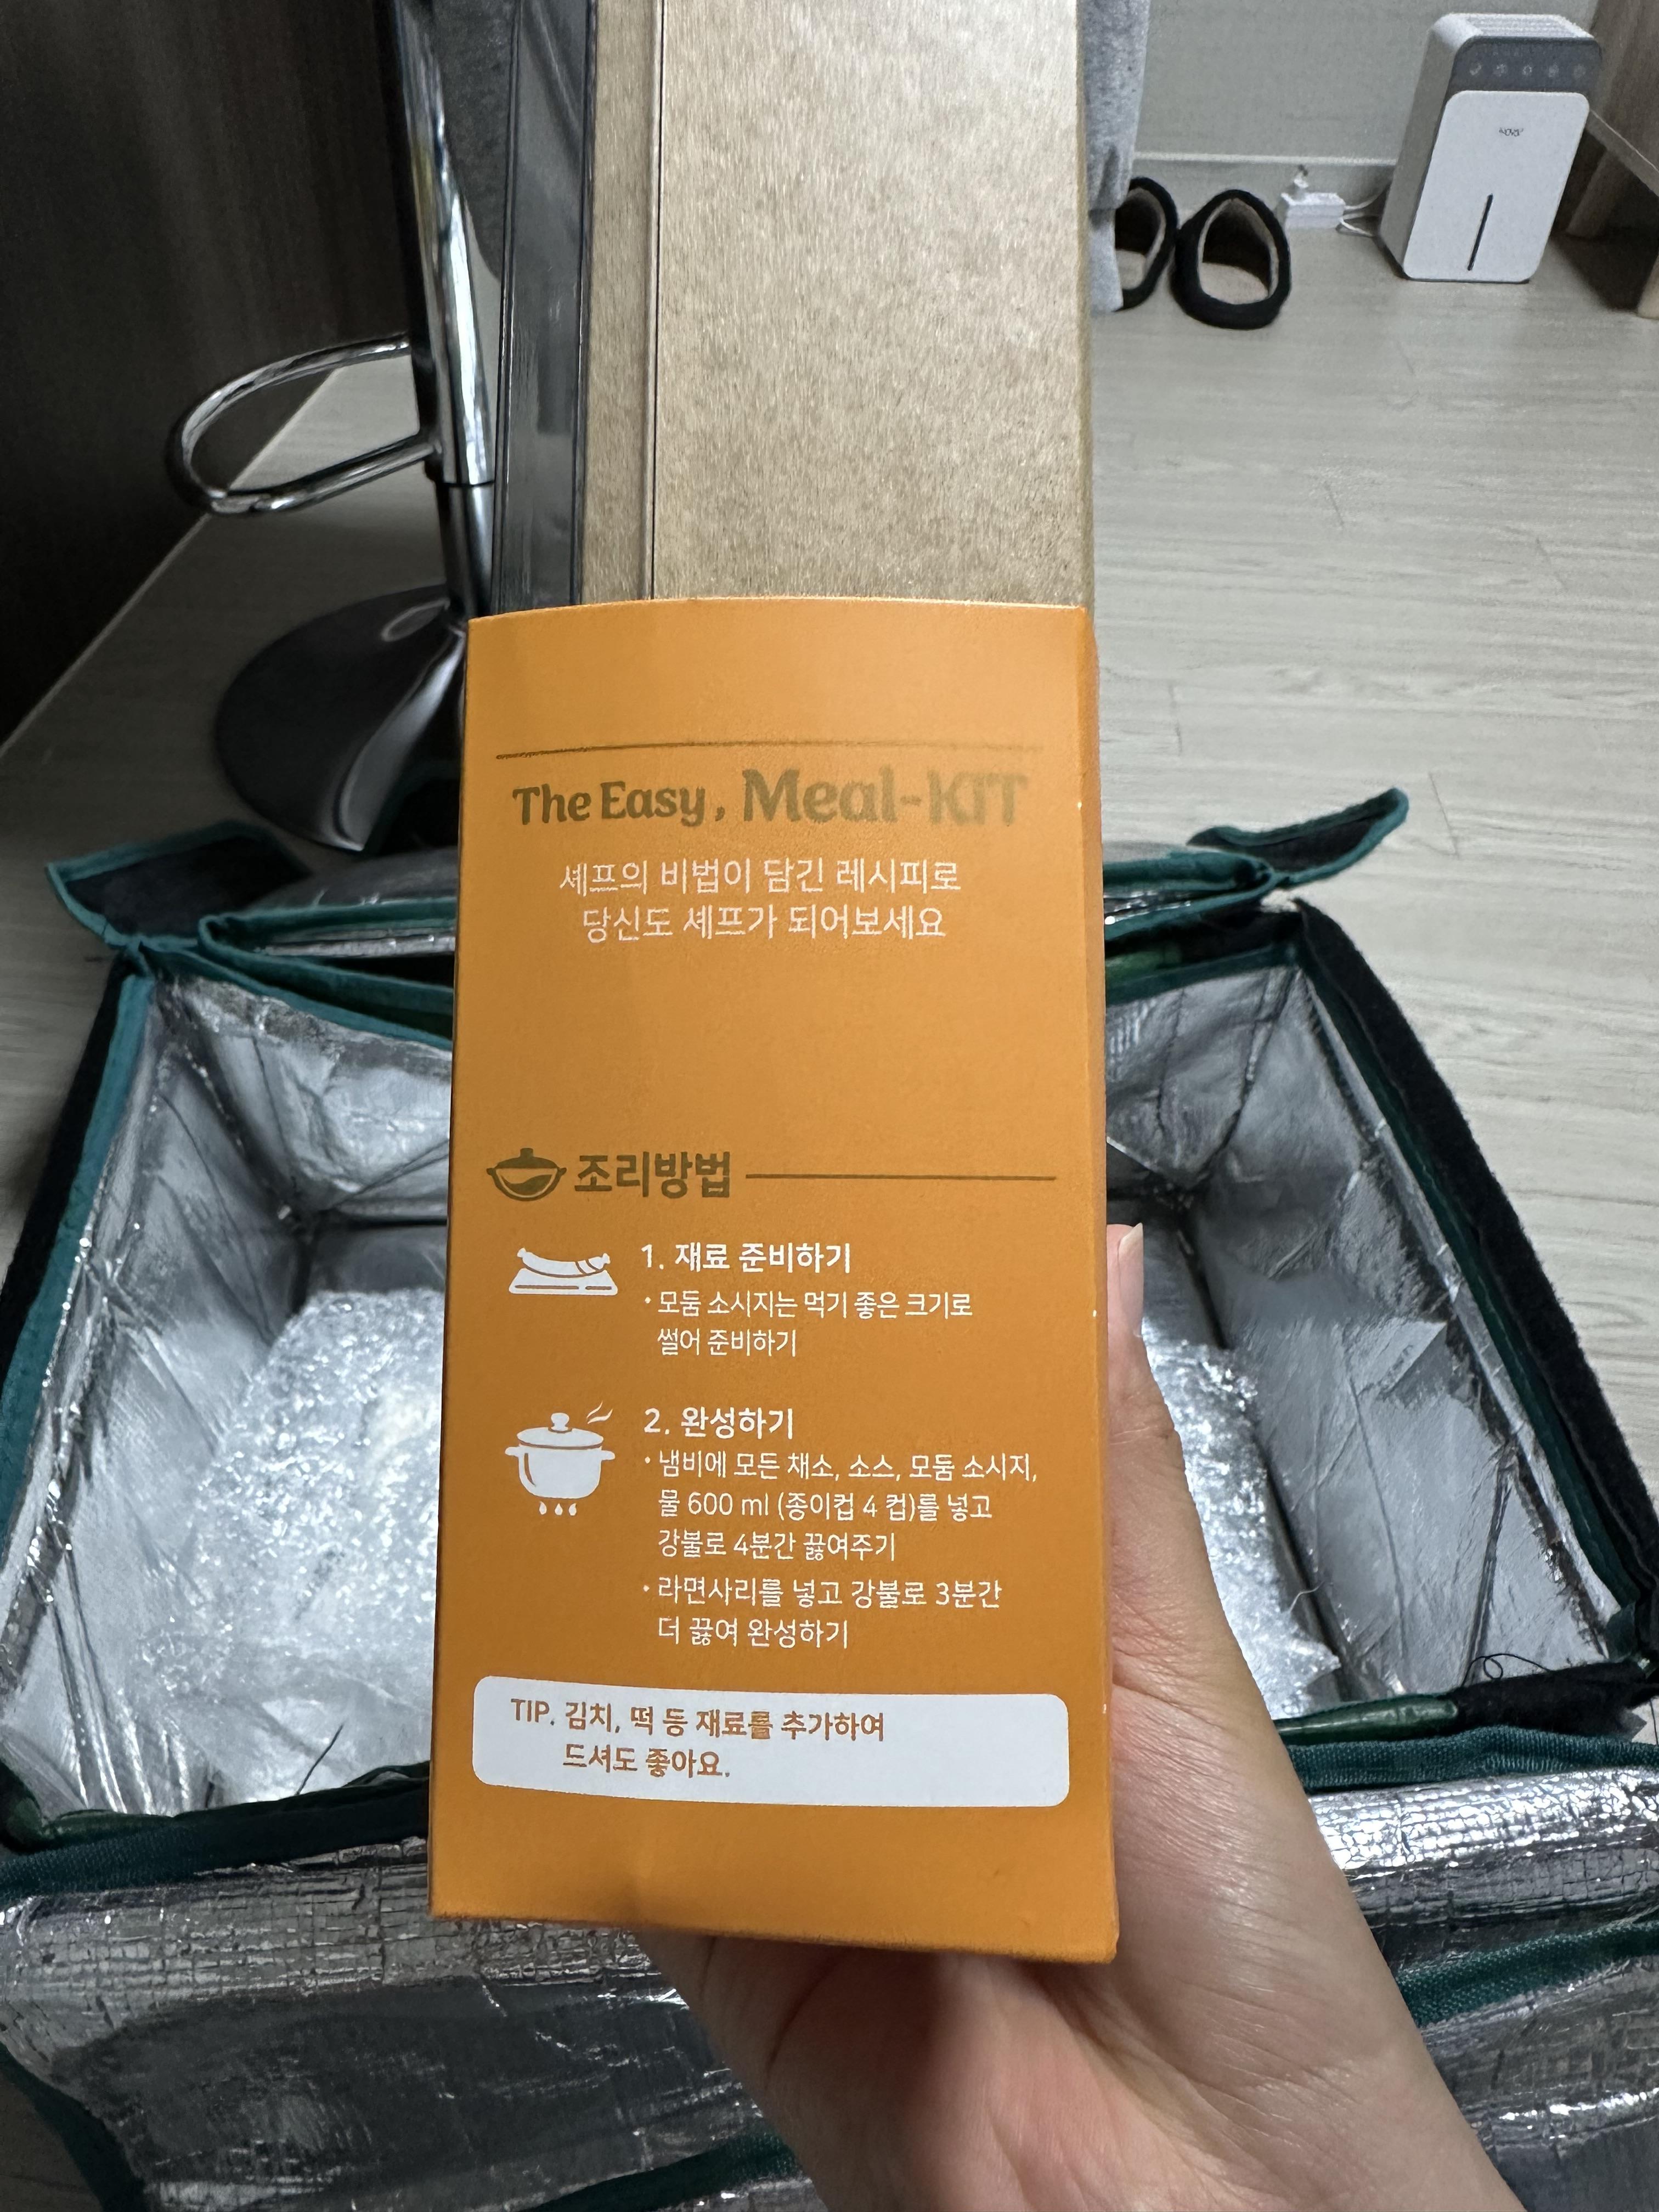 The Easy, Meal-KIT
셰프의 비법이 담긴 레시피로
당신도 셰프가 되어보세요
조리방법
1. 재료 준비하기
• 모둠 소시지는 먹기 좋은 크기로
썰어 준비하기
2. 완성하기
• 냄비에 모든 채소, 소스, 모둠 소시지,
물 600 ml (종이컵 4 컵)를 넣고
강불로 4분간 끓여주기
• 라면사리를 넣고 강불로 3분간
더 끓여 완성하기
TIP. 김치, 떡 등 재료를 추가하여
드셔도 좋아요.